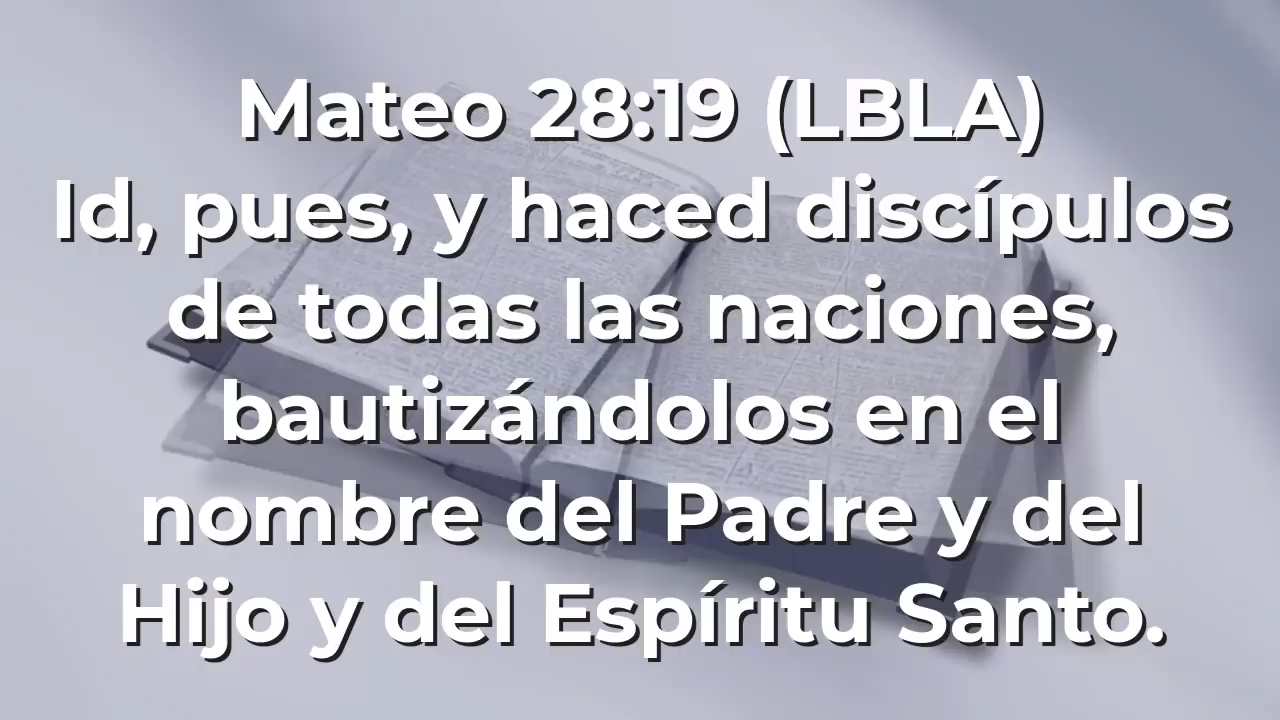 Mateo 28:19 (LBLA)
Id, pues, y haced discípulos
de todas las naciones,
bautizándolos en el
nombre del Padre y del
Hijo y del Espíritu Santo.